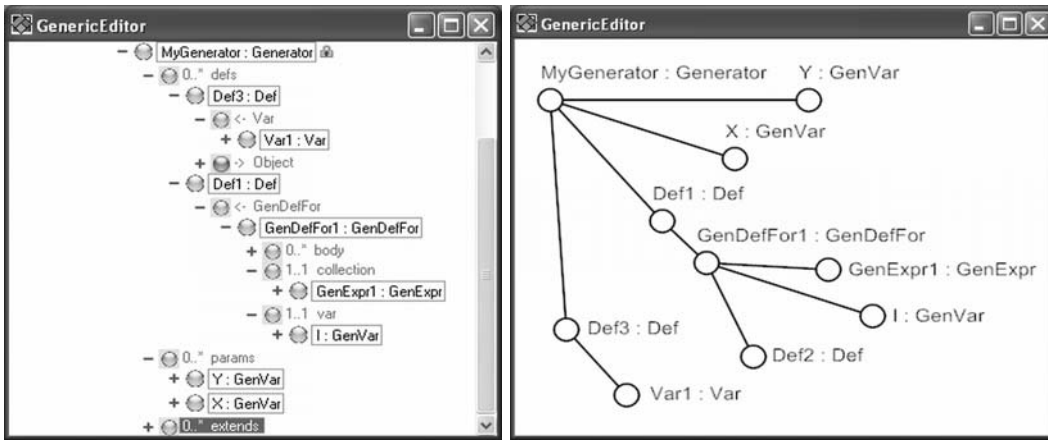 GenericEditor
MyGenerator : Generator
0..* defs
Def3 : Def
<- Var
Var1 : Var
-> Object
Def1 : Def
<- GenDefFor
GenDefFor1 : GenDefFor
0..* body
1..1 collection
GenExpr1 : GenExpr
1..1 var
I : GenVar
0..* params
Y : GenVar
X : GenVar
0..* extends
GenericEditor
MyGenerator : Generator Y : GenVar
X : GenVar
Def1 : Def
GenDefFor1 : GenDefFor
GenExpr1 : GenExpr
I : GenVar
Def3 : Def
Def2 : Def
Var1 : Var